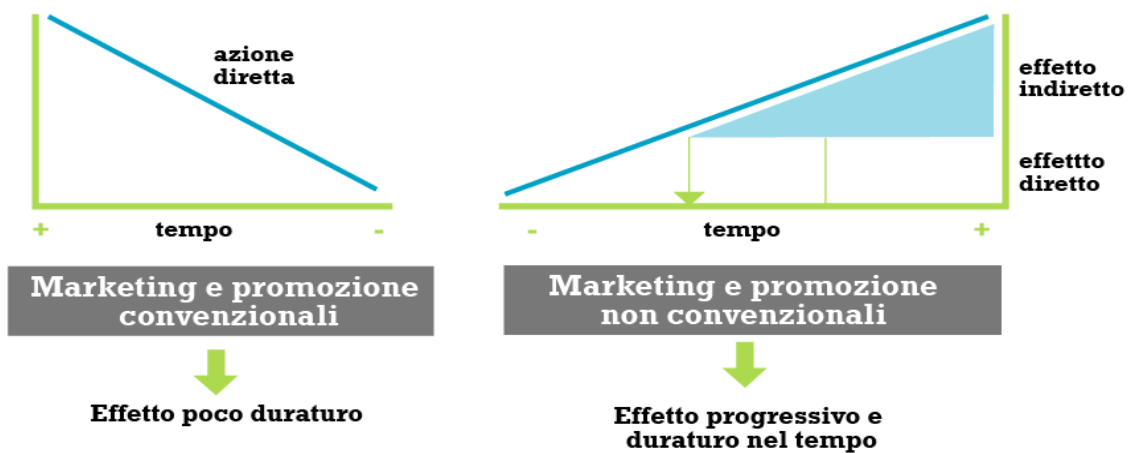 azione
diretta
+ tempo -
Marketing e promozione
convenzionali
Effetto poco duraturo
effetto
indiretto
effettto
diretto
- tempo +
Marketing e promozione
non convenzionali
Effetto progressivo e
duraturo nel tempo